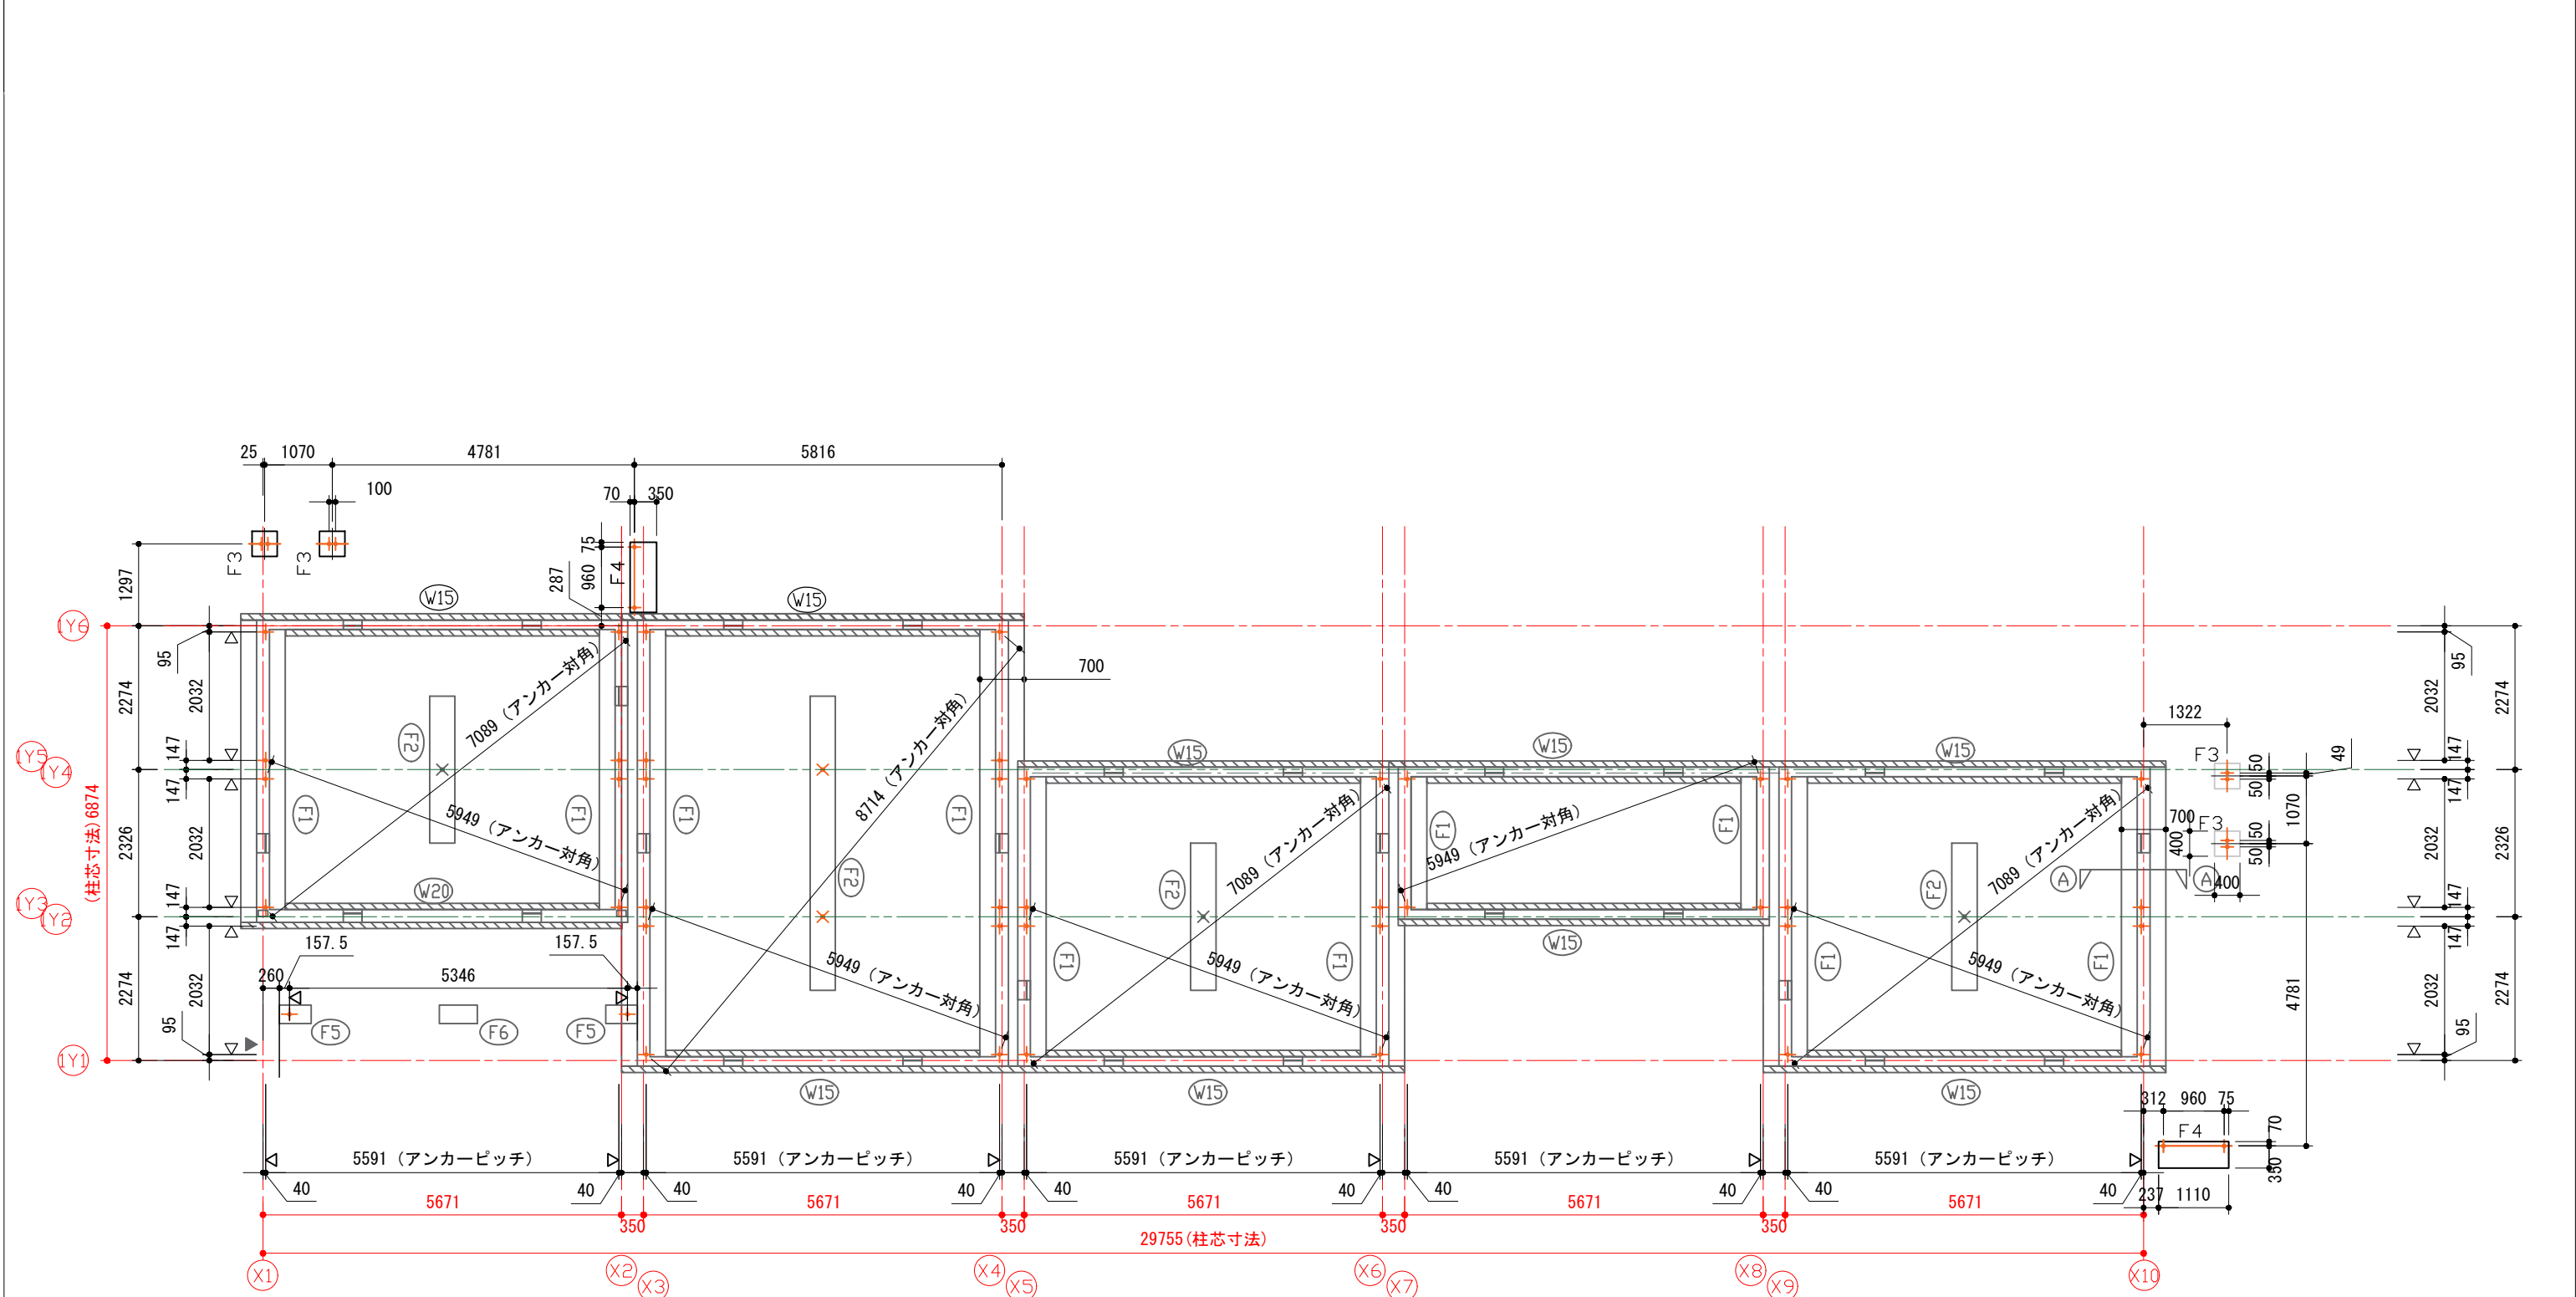 25 1070 4781 5816
100
70 350
F3 F3 F4
75
960
287
1297
W15 W15
1Y6
95
2274
2032
147
147
1Y5
1Y4
(柱芯寸法)6874
2326
2032
147
147
1Y3
1Y2
2274
2032
95
1Y1
F2
7089 (アンカー対角)
5949 (アンカー対角)
F1 F1
W20
157.5 157.5
260 5346
F5 F6 F5
700
8714 (アンカー対角)
F1 F1
F2
5949 (アンカー対角)
W15
W15 W15 W15
F2
7089 (アンカー対角)
5949 (アンカー対角)
F1 F1
W15
F1 F1
5949 (アンカー対角)
W15
F2
7089 (アンカー対角)
5949 (アンカー対角)
F1 F1
W15
700
A A
1322
F3
50
50
49
1070
F3
400
50
50
400
4781
95
2032
2274
147
147
2032
2326
147
147
2032
2274
95
312 960 75
F4
70
350
237 1110
5591 (アンカーピッチ) 5591 (アンカーピッチ) 5591 (アンカーピッチ) 5591 (アンカーピッチ) 5591 (アンカーピッチ)
40 40 40 40 40 40 40 40 40 40
5671 350 5671 350 5671 350 5671 350 5671
29755(柱芯寸法)
X1 X2 X3 X4 X5 X6 X7 X8 X9 X10